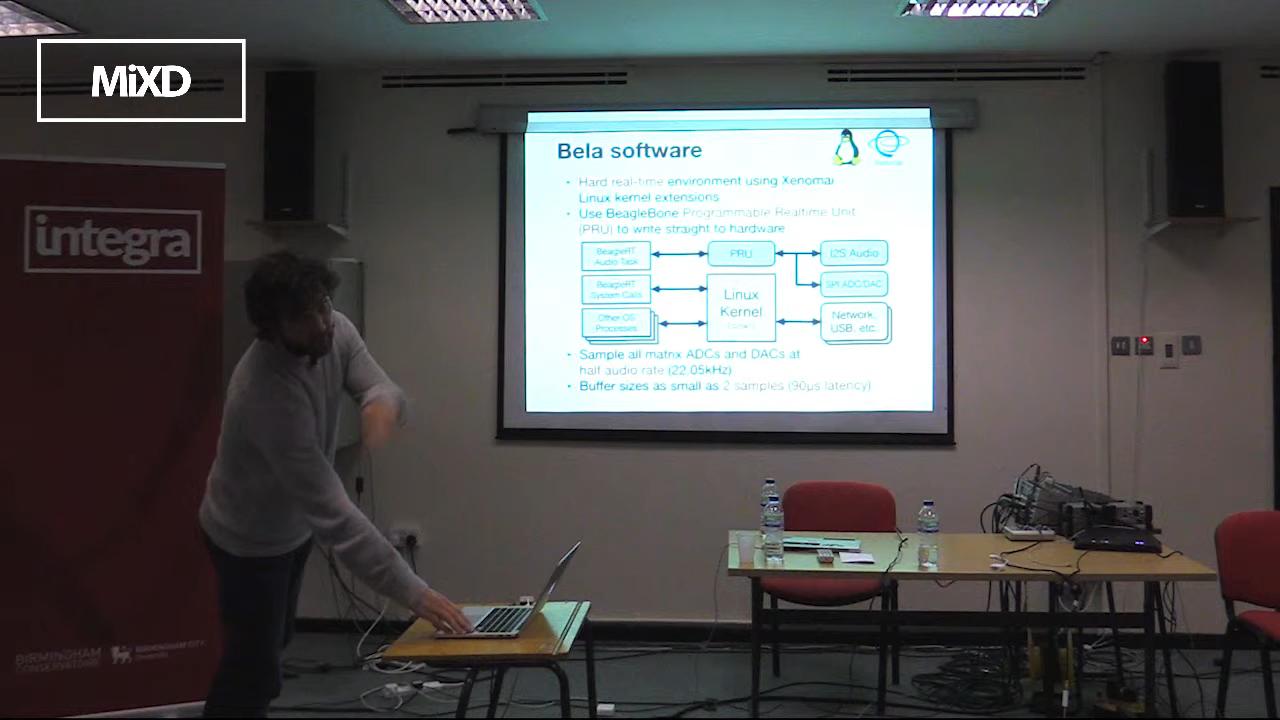 MiXD
integra
BIRMINGHAM
CONSERVATOIRE
BIRMINGHAM CITY
University
Bela software
• Hard real-time environment using Xenomai
Linux kernel extensions
• Use BeagleBone Programmable Realtime Unit
(PRU) to write straight to hardware
BeagleRT
Audio Task
PRU
I2S Audio
BeagleRT
System Calls
Linux
Kernel
SPI ADC/DAC
Other OS
Processes
Network,
USB, etc.
• Sample all matrix ADCs and DACs at
half audio rate (22.05kHz)
• Buffer sizes as small as 2 samples (90µs latency)